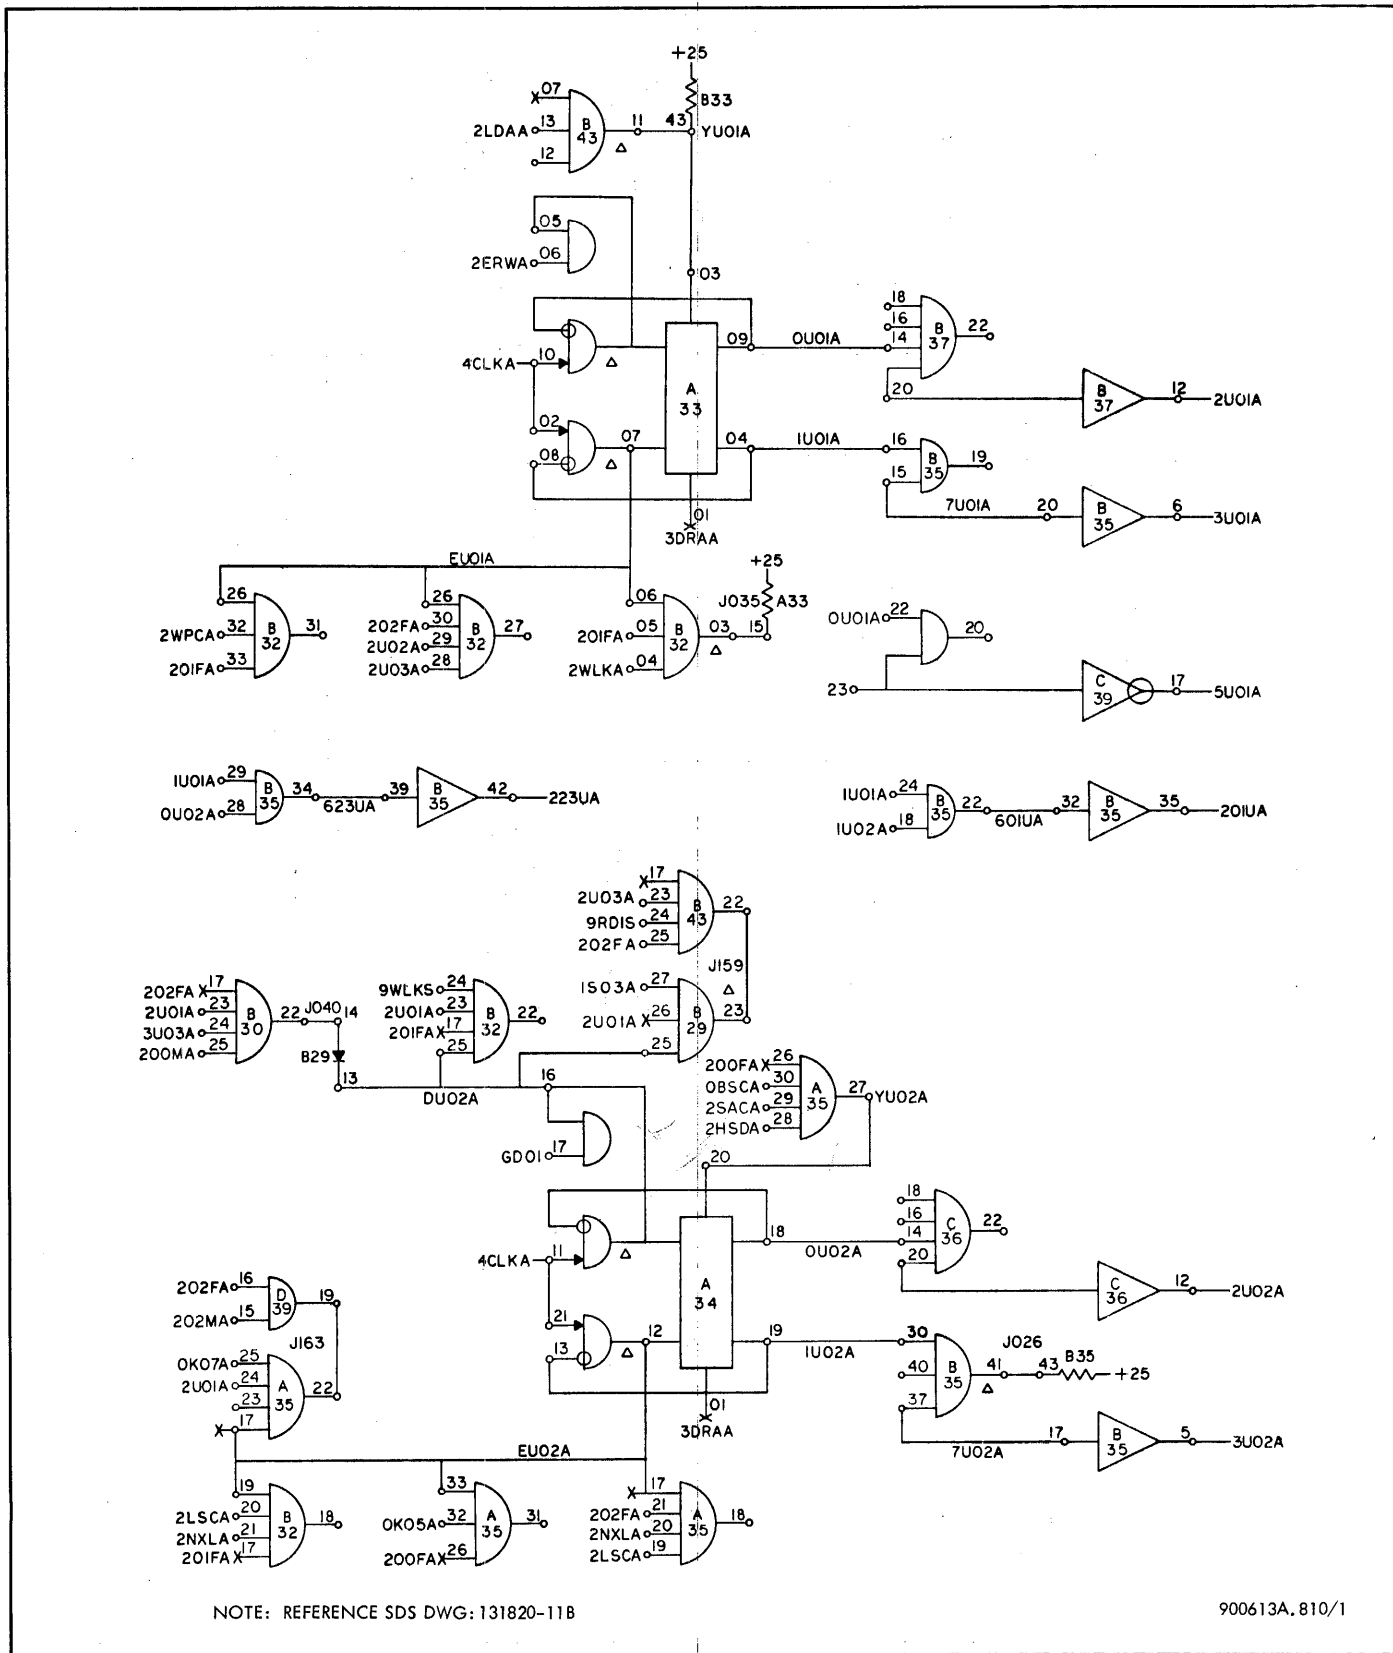 +25
07
B33
2LDAA 13 B 43 11 43 YU01A
12
05
2ERWA 06
03
18
16 B 37 22
09 0U01A 14
4CLKA 10
A 33
20 B 37 12 2U01A
02
07 04 1U01A 16 B 35 19
08
15
7U01A 20 B 35 6 3U01A
01
3DRAA
EU01A
+25
26 B 32 31
2WPCA 32
201FA 33
26 B 32 27
202FA 30
2U02A 29
2U03A 28
06 B 32 03 15
201FA 05
2WLKA 04
J035 A33
0U01A 22
20
23 C 39 17 5U01A
1U01A 29 B 35 34 623UA 39 B 35 42 223UA
0U02A 28
1U01A 24 B 35 22 601UA 32 B 35 35 201UA
1U02A 18
17
2U03A 23 B 43 22
9RDIS 24
202FA 25
J159
1S03A 27
2U01A 26 B 29 23
25
202FA 17
2U01A 23 B 30 22 J040 14
3U03A 24
200MA 25
B29
13
9WLKS 24
2U01A 23 B 32 22
201FA 17
25
DU02A
16
GD01 17
200FA 26
0BSCA 30 A 35 27 YU02A
2SACA 29
2HSDA 28
20
18
16 C 36 22
18 0U02A 14
4CLKA 11
20 C 36 12 2U02A
A 34
21
12 19 1U02A 30
13
40 B 35 41 J026 43 B35 +25
37
7U02A 17 B 35 5 3U02A
01
3DRAA
202FA 16 D 39 19
202MA 15
J163
0K07A 25
2U01A 24 A 35 22
23
17
EU02A
19
2LSCA 20 B 32 18
2NXLA 21
201FA 17
33
0K05A 32 A 35 31
200FA 26
17
202FA 21 A 35 18
2NXLA 20
2LSCA 19
NOTE: REFERENCE SDS DWG: 131820-11B
900613A.810/1